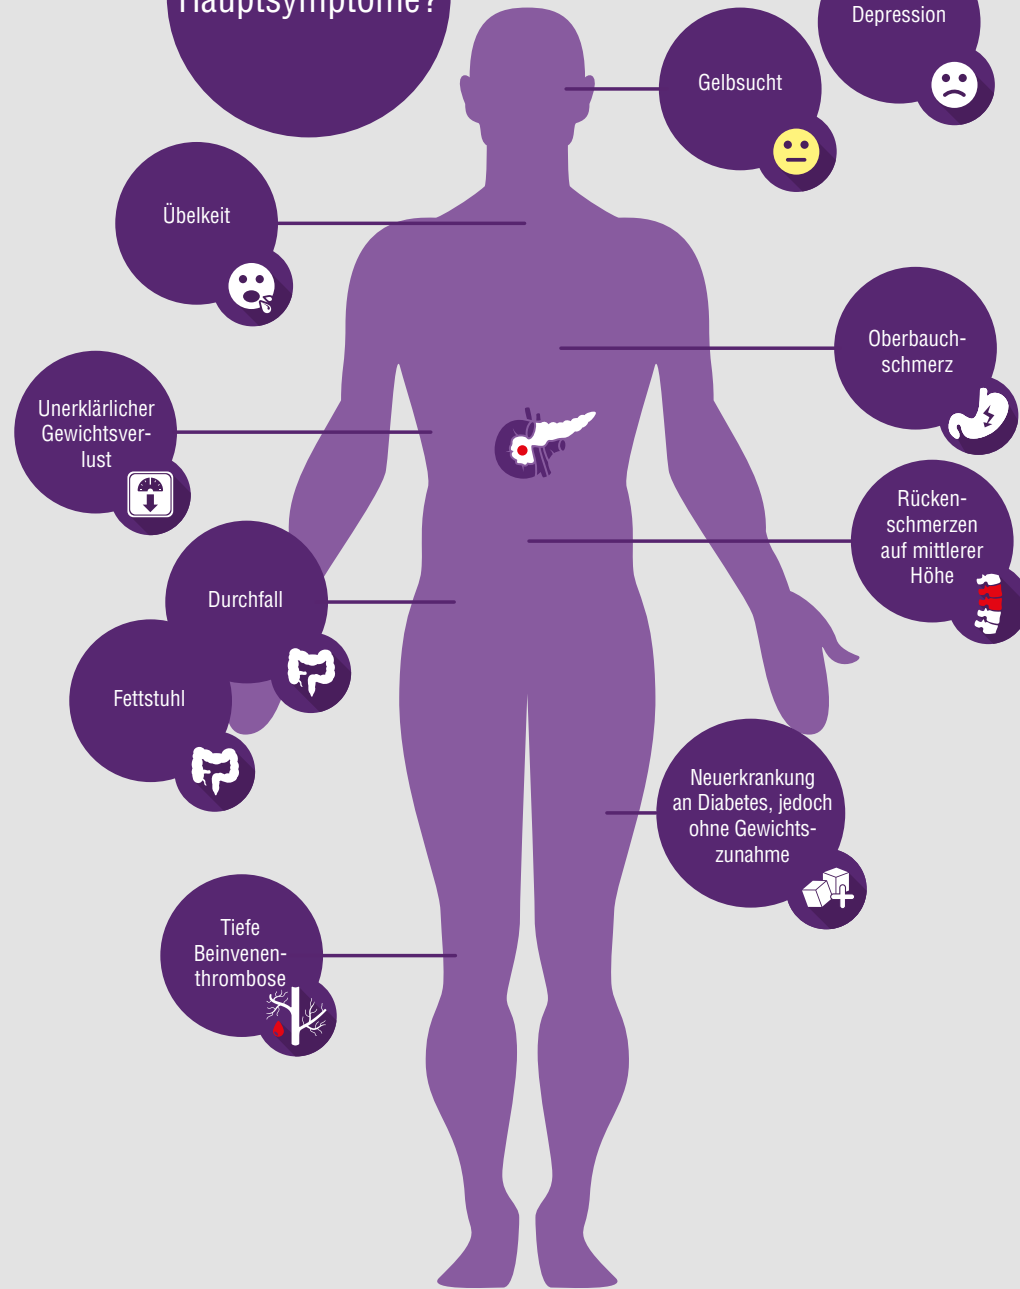 Hauptsymptome?
Depression
Gelbsucht
Übelkeit
Oberbauch-
schmerz
Unerklärlicher
Gewichtsver-
lust
Rücken-
schmerzen
auf mittlerer
Höhe
Durchfall
Fettstuhl
Neuerkrankung
an Diabetes, jedoch
ohne Gewichts-
zunahme
Tiefe
Beinvenen-
thrombose